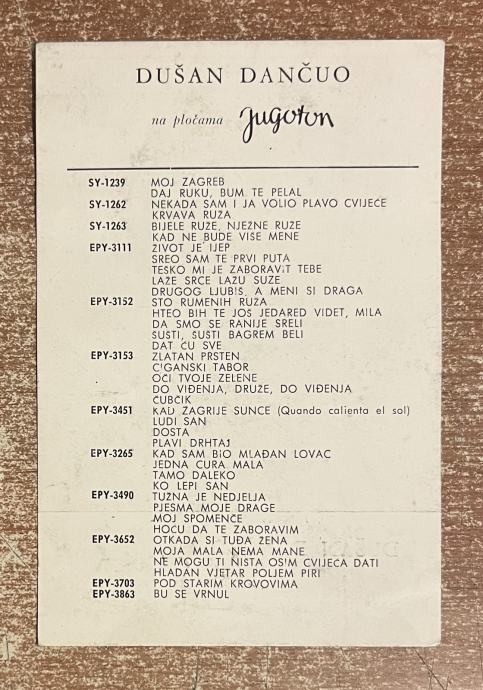 DUŠAN DANČUO
na pločama Jugoton
SY-1239 MOJ ZAGREB
DAJ RUKU, BUM TE PELAL
SY-1262 NEKADA SAM I JA VOLIO PLAVO CVIJEĆE
KRVAVA RUŽA
SY-1263 BIJELE RUŽE, NJEŽNE RUŽE
KAD NE BUDE VIŠE MENE
EPY-3111 ŽIVOT JE LJEP
SREO SAM TE PRVI PUTA
TEŠKO MI JE ZABORAVIT TEBE
LAŽE SRCE LAŽU SUZE
DRUGOG LJUBIŠ, A MENI SI DRAGA
EPY-3152 STO RUMENIH RUŽA
HTEO BIH TE JOŠ JEDARED VIDET, MILA
DA SMO SE RANIJE SRELI
ŠUŠTI, ŠUŠTI BAGREM BELI
DAT ĆU SVE
EPY-3153 ZLATAN PRSTEN
CIGANSKI TABOR
OČI TVOJE ZELENE
DO VIĐENJA, DRUŽE, DO VIĐENJA
ČUBČIK
EPY-3451 KAD ZAGRIJE SUNCE (Quando calienta el sol)
LUDI SAN
DOSTA
PLAVI DRHTAJ
EPY-3265 KAD SAM BIO MLAĐAN LOVAC
JEDNA CURA MALA
TAMO DALEKO
KO LEPI SAN
EPY-3490 TUŽNA JE NEDJELJA
PJESMA MOJE DRAGE
MOJ SPOMENČE
HOĆU DA TE ZABORAVIM
EPY-3652 OTKADA SI TUĐA ŽENA
MOJA MALA NEMA MANE
NE MOGU TI NIŠTA OSIM CVIJEĆA DATI
HLADAN VJETAR POLJEM PIRI
EPY-3703 POD STARIM KROVOVIMA
EPY-3863 BU SE VRNUL